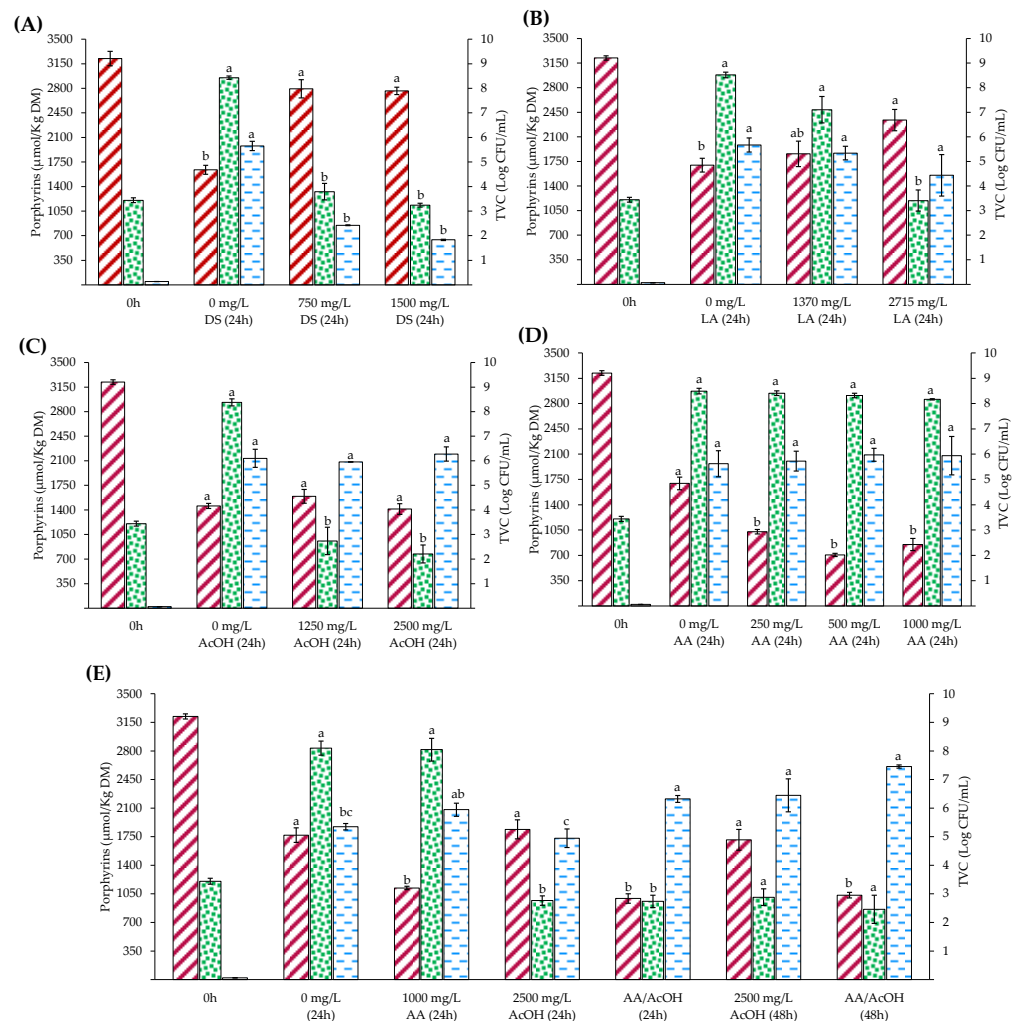 (A)
Porphyrins (µmol/Kg DM)
3500
3150
2800
2450
2100
1750
1400
1050
700
350
10
9
8
7
6
5
4
3
2
1
TVC (Log CFU/mL)
b a a
a b b
a b b
0h
0 mg/L
DS (24h)
750 mg/L
DS (24h)
1500 mg/L
DS (24h)
(B)
Porphyrins (µmol/Kg DM)
3500
3150
2800
2450
2100
1750
1400
1050
700
350
10
9
8
7
6
5
4
3
2
1
TVC (Log CFU/mL)
b a a
ab a a
a b a
0h
0 mg/L
LA (24h)
1370 mg/L
LA (24h)
2715 mg/L
LA (24h)
(C)
Porphyrins (µmol/Kg DM)
3500
3150
2800
2450
2100
1750
1400
1050
700
350
10
9
8
7
6
5
4
3
2
1
TVC (Log CFU/mL)
a a a
a b a
a b a
0h
0 mg/L
AcOH (24h)
1250 mg/L
AcOH (24h)
2500 mg/L
AcOH (24h)
(D)
Porphyrins (µmol/Kg DM)
3500
3150
2800
2450
2100
1750
1400
1050
700
350
10
9
8
7
6
5
4
3
2
1
TVC (Log CFU/mL)
a a a
b a a
b a a
b a a
0h
0 mg/L
AA (24h)
250 mg/L
AA (24h)
500 mg/L
AA (24h)
1000 mg/L
AA (24h)
(E)
Porphyrins (µmol/Kg DM)
3500
3150
2800
2450
2100
1750
1400
1050
700
350
10
9
8
7
6
5
4
3
2
1
TVC (Log CFU/mL)
a a bc
b a ab
a b c
b b a
a a a
b a a
0h
0 mg/L
(24h)
1000 mg/L
AA (24h)
2500 mg/L
AcOH (24h)
AA/AcOH
(24h)
2500 mg/L
AcOH (48h)
AA/AcOH
(48h)